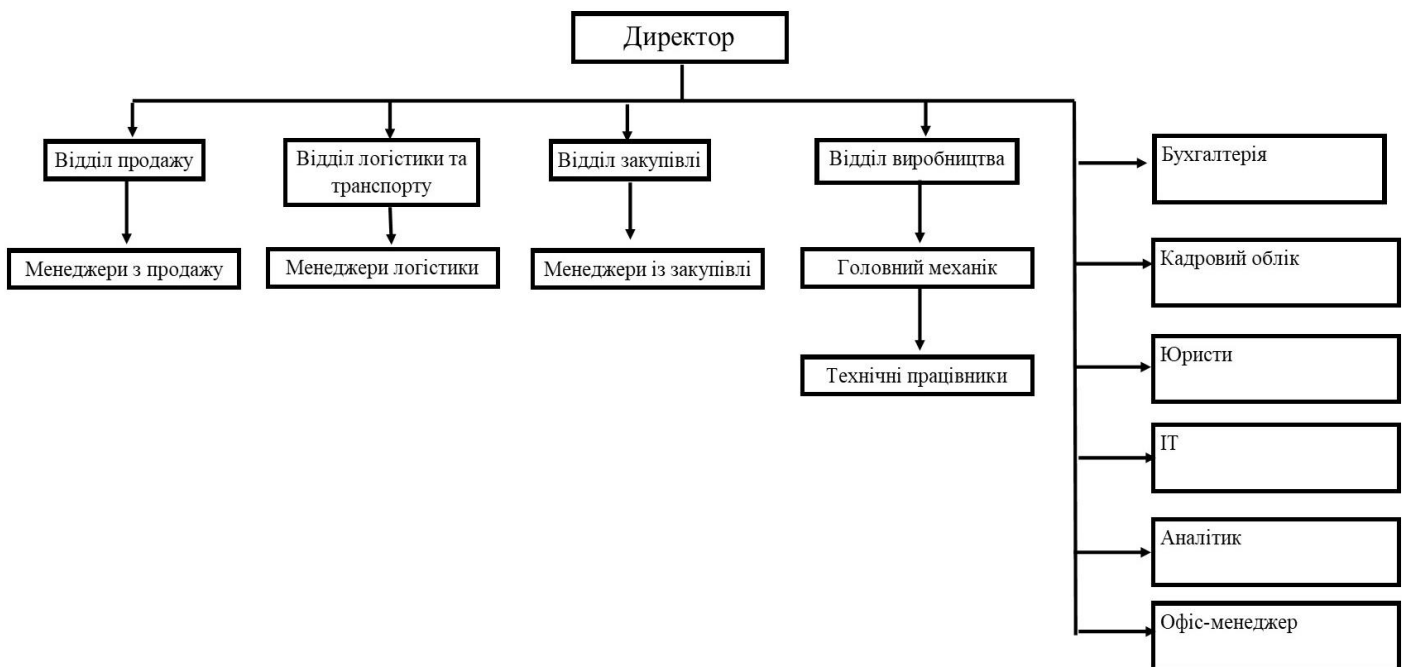 Директор
Відділ продажу
Відділ логістики та
транспорту
Відділ закупівлі
Відділ виробництва
Бухгалтерія
Менеджери з продажу
Менеджери логістики
Менеджери із закупівлі
Головний механік
Кадровий облік
Технічні працівники
Юристи
ІТ
Аналітик
Офіс-менеджер